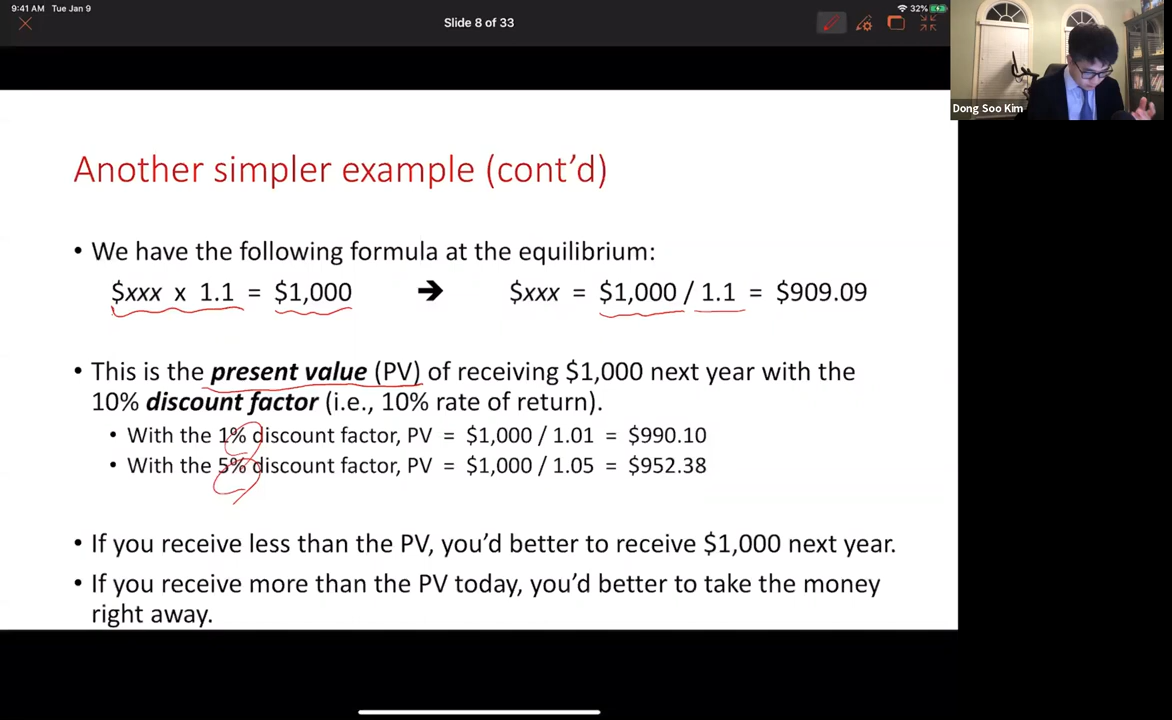 9:41 AM Tue Jan 9
Slide 8 of 33
32%
Dong Soo Kim
Another simpler example (cont’d)
• We have the following formula at the equilibrium:
$xxx x 1.1 = $1,000 ➔ $xxx = $1,000 / 1.1 = $909.09
• This is the present value (PV) of receiving $1,000 next year with the
10% discount factor (i.e., 10% rate of return).
• With the 1% discount factor, PV = $1,000 / 1.01 = $990.10
• With the 5% discount factor, PV = $1,000 / 1.05 = $952.38
• If you receive less than the PV, you’d better to receive $1,000 next year.
• If you receive more than the PV today, you’d better to take the money
right away.